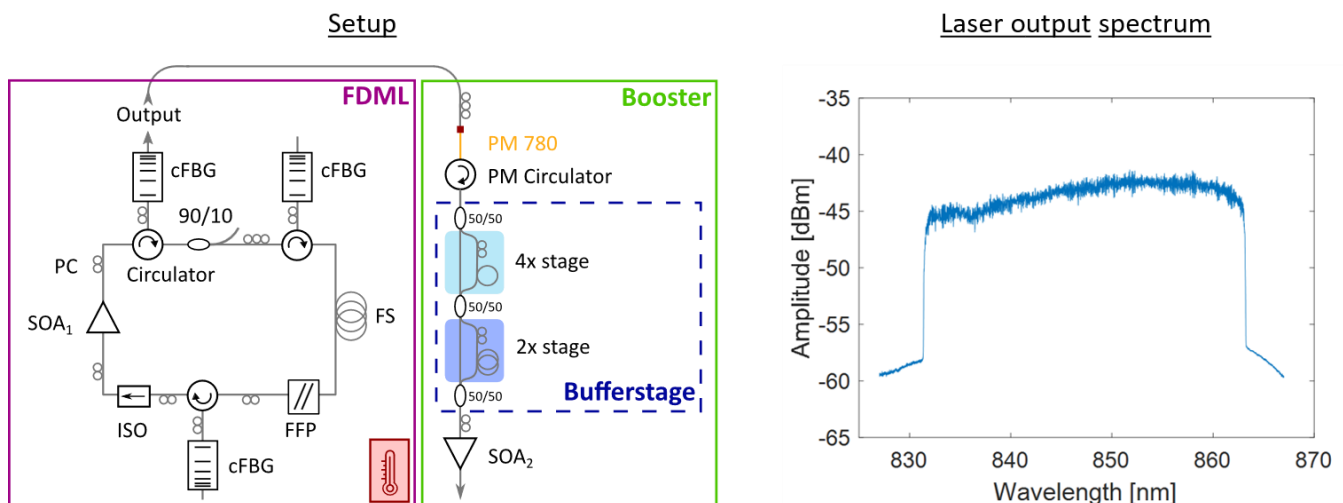 Setup
Laser output spectrum
FDML
Booster
Output
cFBG
cFBG
90/10
PM 780
PM Circulator
Circulator
PC
SOA1
FS
50/50
4x stage
50/50
2x stage
Bufferstage
50/50
ISO
FFP
cFBG
SOA2
Amplitude [dBm]
-35
-40
-45
-50
-55
-60
-65
830 840 850 860 870
Wavelength [nm]